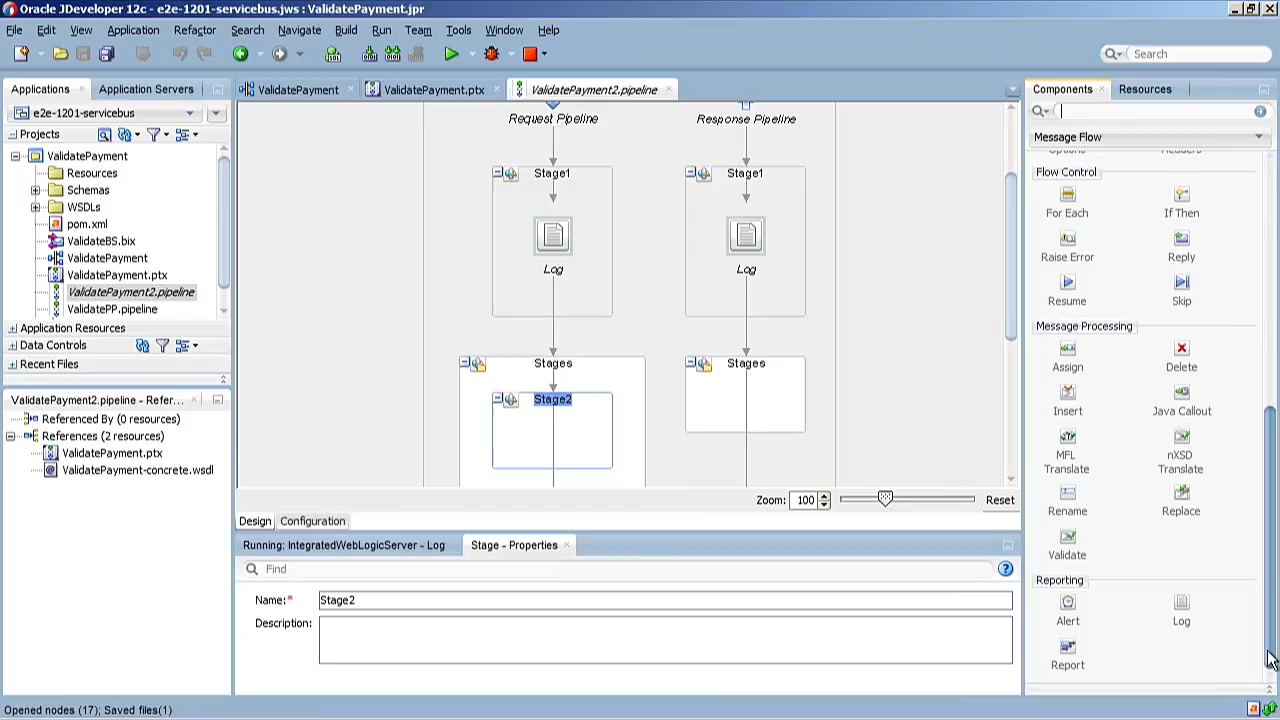 Oracle JDeveloper 12c - e2e-1201-servicebus.jws : ValidatePayment.jpr
File Edit View Application Refactor Search Navigate Build Run Team Tools Window Help
Search
Applications Application Servers
e2e-1201-servicebus
Projects
ValidatePayment
Resources
Schemas
WSDLs
pom.xml
ValidateBS.bix
ValidatePayment
ValidatePayment.ptx
ValidatePayment2.pipeline
ValidatePP.pipeline
Application Resources
Data Controls
Recent Files
ValidatePayment2.pipeline - Refer...
Referenced By (0 resources)
References (2 resources)
ValidatePayment.ptx
ValidatePayment-concrete.wsdl
ValidatePayment ValidatePayment.ptx ValidatePayment2.pipeline
Request Pipeline Response Pipeline
Stage1 Stage1
Log Log
Stages Stages
Stage2
Zoom: 100 Reset
Design Configuration
Running: IntegratedWebLogicServer - Log Stage - Properties
Find
Name:* Stage2
Description:
Components Resources
Message Flow
Options Headers
Flow Control
For Each If Then
Raise Error Reply
Resume Skip
Message Processing
Assign Delete
Insert Java Callout
MFL Translate nXSD Translate
Rename Replace
Validate
Reporting
Alert Log
Report
Opened nodes (17); Saved files(1)